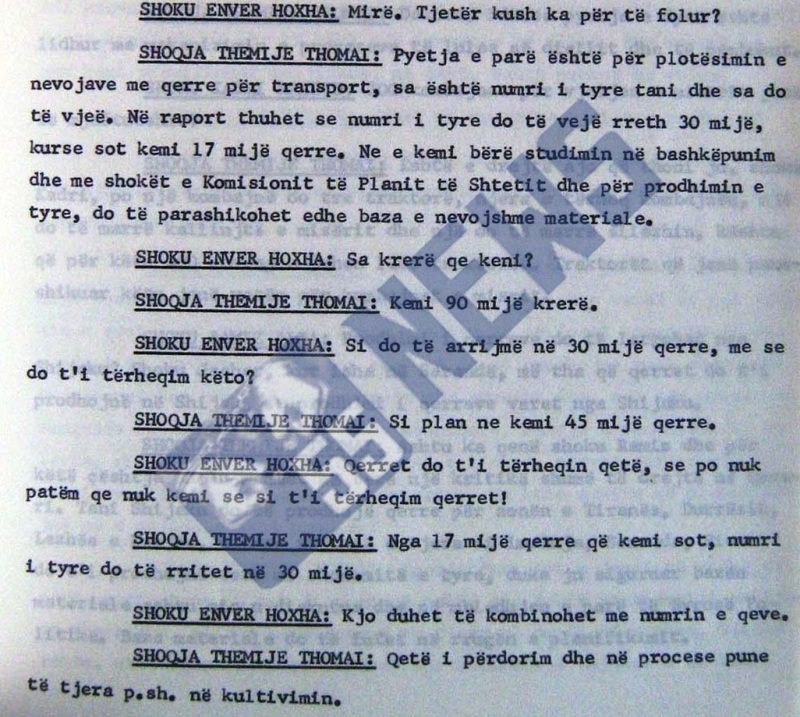 SHOKU ENVER HOXHA: Mirë. Tjetër kush ka për të folur?
SHOQJA THEMIJE THOMAI: Pyetja e parë është për plotësimin e
nevojave me qerre për transport, sa është numri i tyre tani dhe sa do
të vjeë. Në raport thuhet se numri i tyre do të vejë rreth 30 mijë,
kurse sot kemi 17 mijë qerre. Ne e kemi bërë studimin në bashkëpunim
dhe me shokët e Komisionit të Planit të Shtetit dhe për prodhimin e
tyre, do të parashikohet edhe baza e nevojshme materiale.
SHOKU ENVER HOXHA: Sa krerë qe keni?
SHOQJA THEMIJE THOMAI: Kemi 90 mijë krerë.
SHOKU ENVER HOXHA: Si do të arrijmë në 30 mijë qerre, me se
do t'i tërheqim këto?
SHOQJA THEMIJE THOMAI: Si plan ne kemi 45 mijë qerre.
SHOKU ENVER HOXHA: Qerret do t'i tërheqin qetë, se po nuk
patëm qe nuk kemi se si t'i tërheqim qerret!
SHOQJA THEMIJE THOMAI: Nga 17 mijë qerre që kemi sot, numri
i tyre do të rritet në 30 mijë.
SHOKU ENVER HOXHA: Kjo duhet të kombinohet me numrin e qeve.
SHOQJA THEMIJE THOMAI: Qetë i përdorim dhe në procese pune
të tjera p.sh. në kultivimin.
NEWS